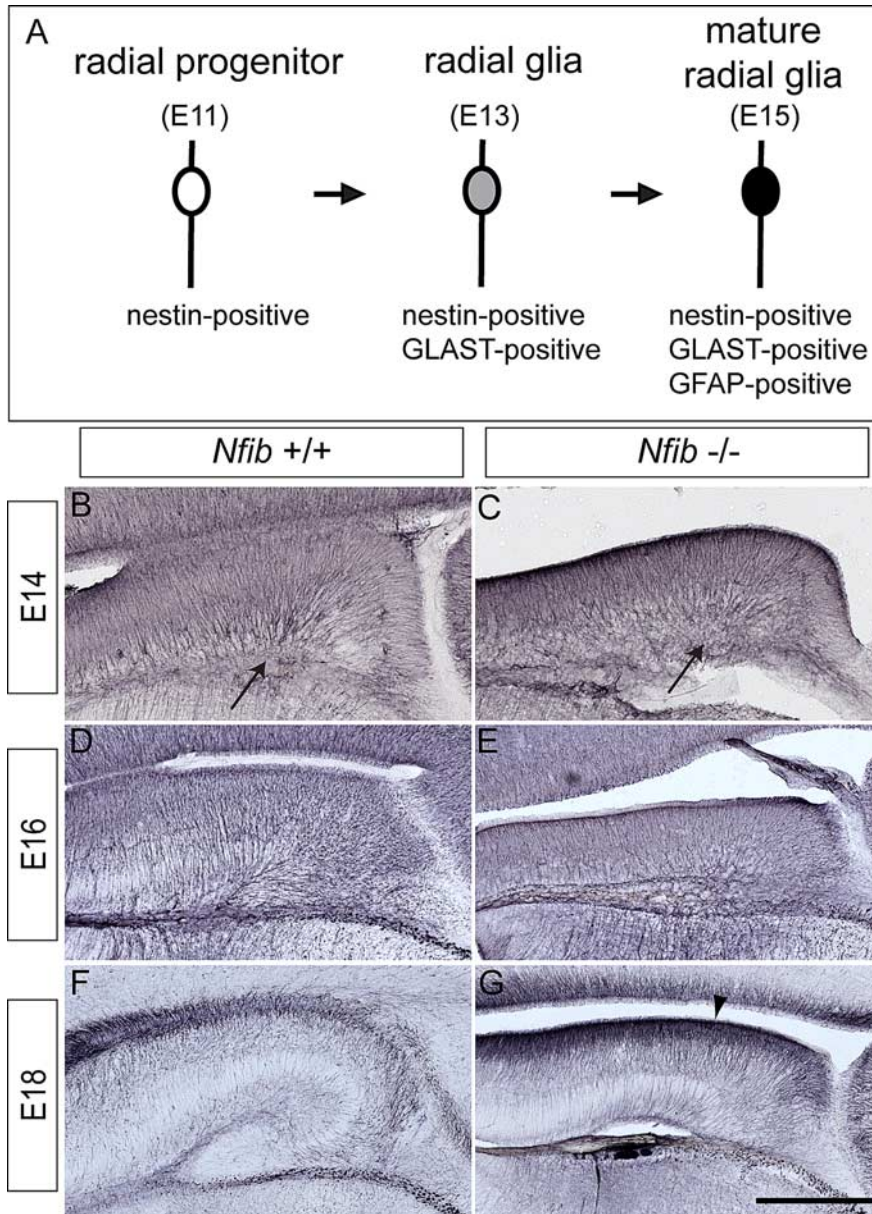 A
radial progenitor
(E11)
nestin-positive
radial glia
(E13)
nestin-positive
GLAST-positive
mature
radial glia
(E15)
nestin-positive
GLAST-positive
GFAP-positive
Nfib +/+
Nfib -/-
E14
B
C
E16
D
E
E18
F
G